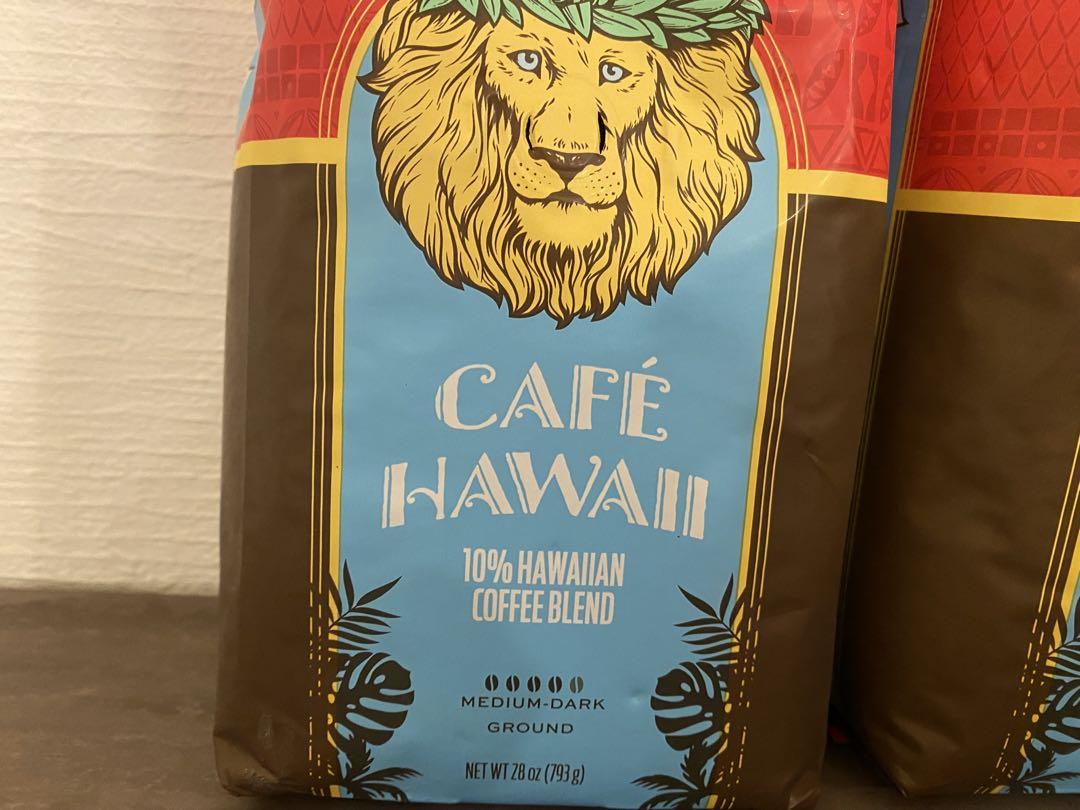 CAFÉ
HAWAII
10% HAWAIIAN
COFFEE BLEND
MEDIUM-DARK
GROUND
NET WT 28 oz (793 g)